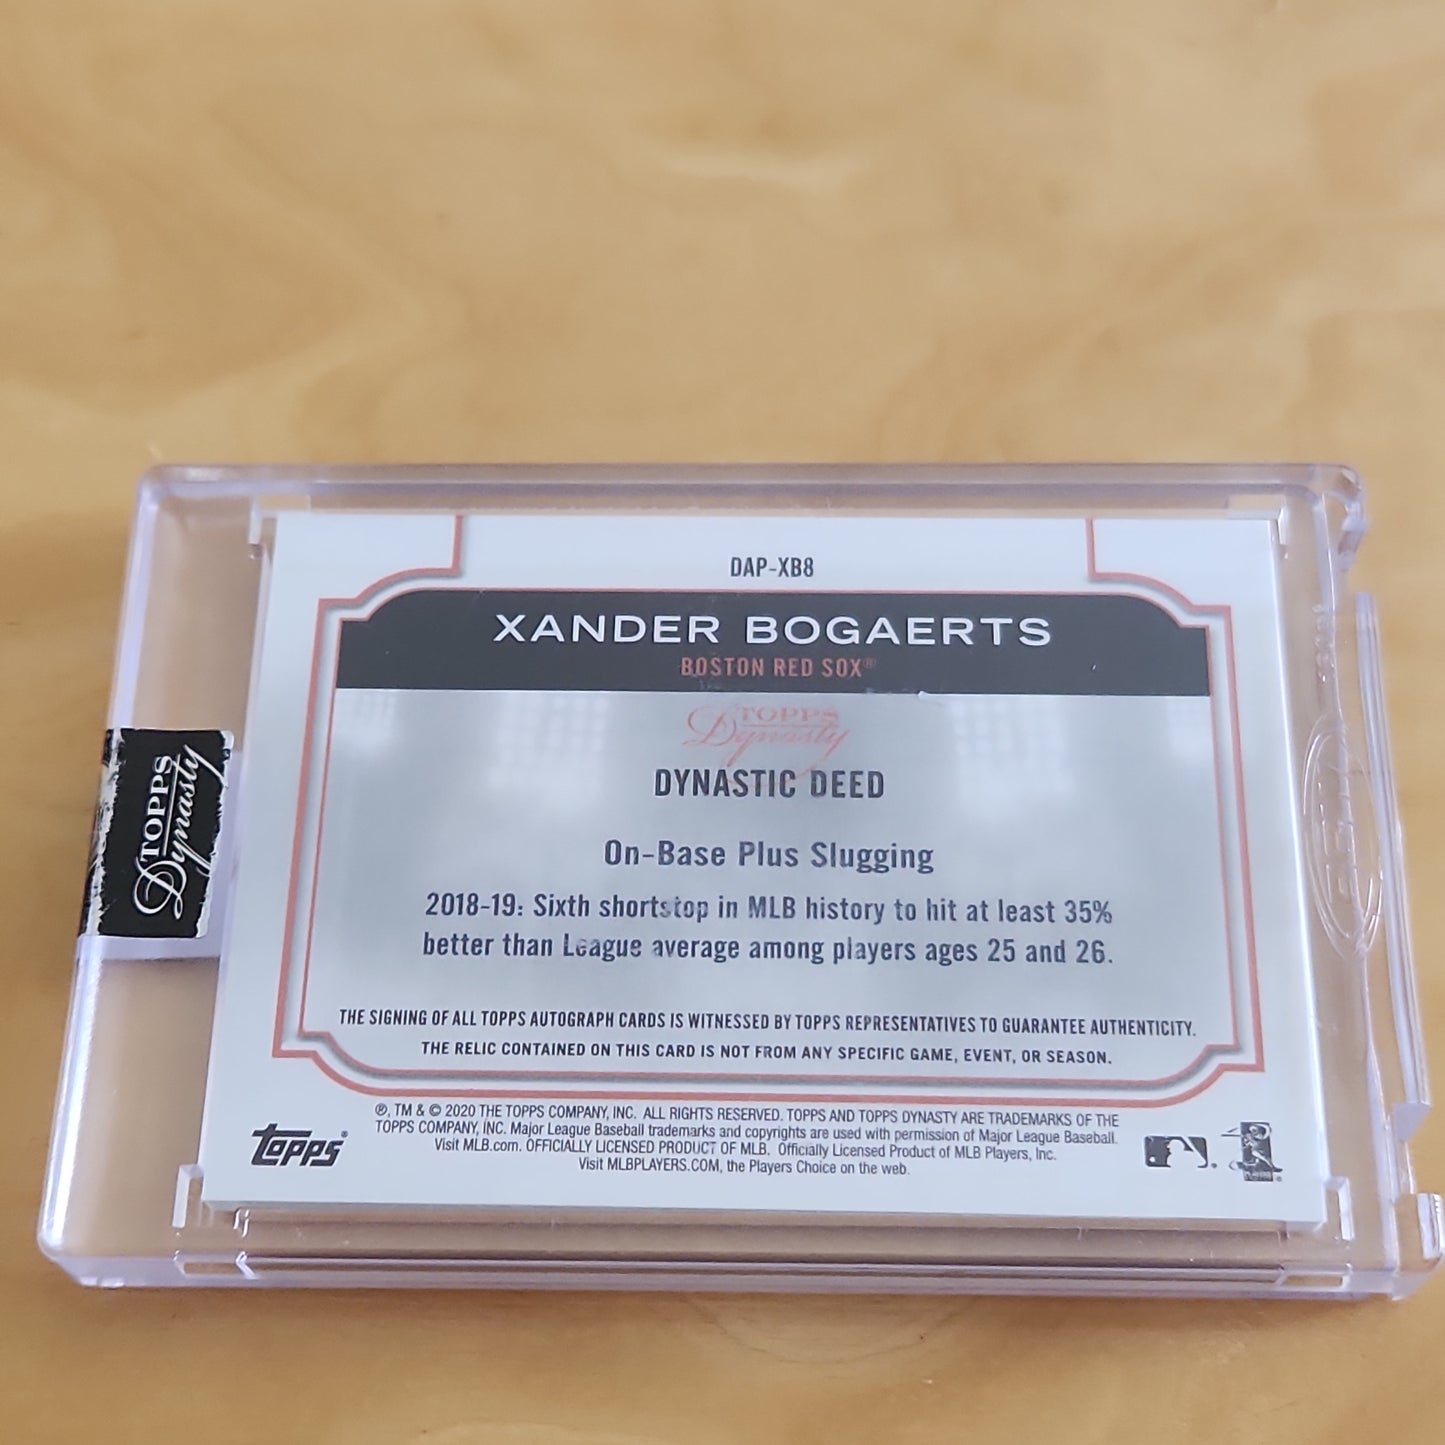 DAP-XB8
XANDER BOGAERTS
BOSTON RED SOX®
TOPPS
Dynasty
DYNASTIC DEED
On-Base Plus Slugging
2018-19: Sixth shortstop in MLB history to hit at least 35%
better than League average among players ages 25 and 26.
THE SIGNING OF ALL TOPPS AUTOGRAPH CARDS IS WITNESSED BY TOPPS REPRESENTATIVES TO GUARANTEE AUTHENTICITY.
THE RELIC CONTAINED ON THIS CARD IS NOT FROM ANY SPECIFIC GAME, EVENT, OR SEASON.
®, TM & © 2020 THE TOPPS COMPANY, INC. ALL RIGHTS RESERVED. TOPPS AND TOPPS DYNASTY ARE TRADEMARKS OF THE
TOPPS COMPANY, INC. Major League Baseball trademarks and copyrights are used with permission of Major League Baseball.
Visit MLB.com. OFFICIALLY LICENSED PRODUCT OF MLB. Officially Licensed Product of MLB Players, Inc.
Visit MLBPLAYERS.COM, the Players Choice on the web.
topps®
TOPPS
Dynasty